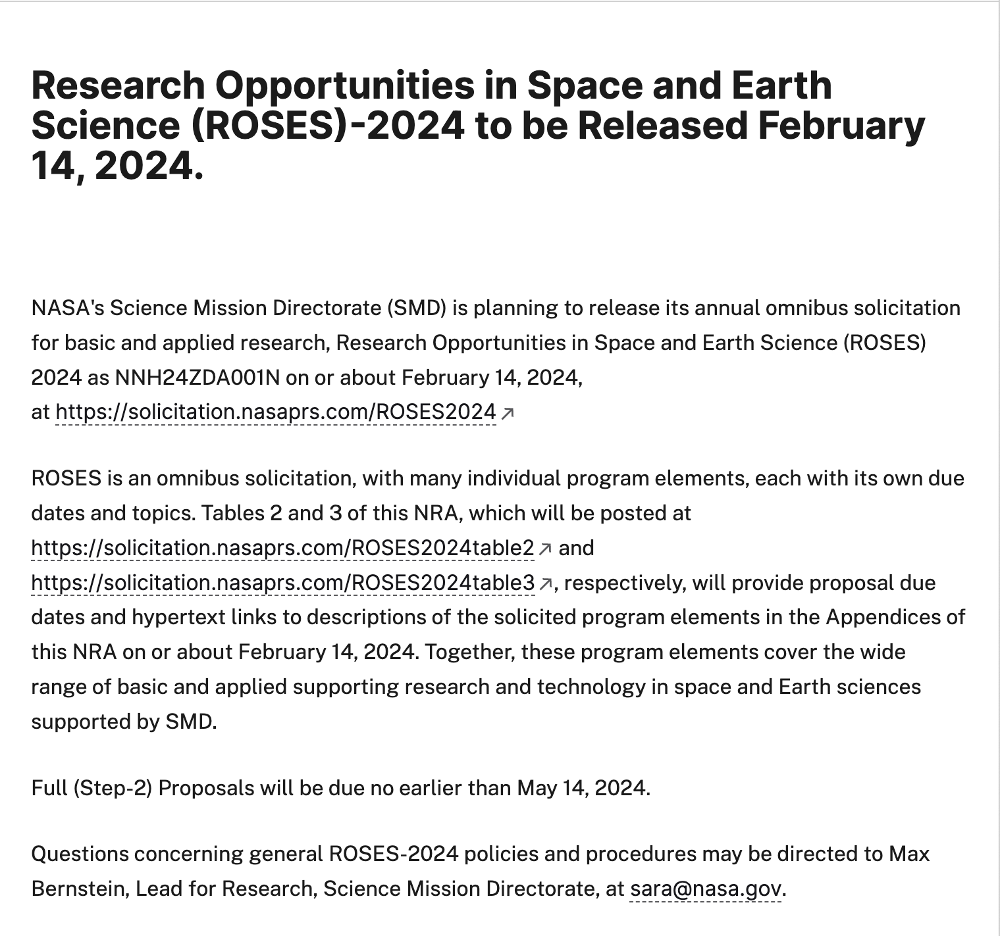 Research Opportunities in Space and Earth
Science (ROSES)-2024 to be Released February
14, 2024.
NASA's Science Mission Directorate (SMD) is planning to release its annual omnibus solicitation
for basic and applied research, Research Opportunities in Space and Earth Science (ROSES)
2024 as NNH24ZDA001N on or about February 14, 2024,
at https://solicitation.nasaprs.com/ROSES2024
ROSES is an omnibus solicitation, with many individual program elements, each with its own due
dates and topics. Tables 2 and 3 of this NRA, which will be posted at
https://solicitation.nasaprs.com/ROSES2024table2 and
https://solicitation.nasaprs.com/ROSES2024table3, respectively, will provide proposal due
dates and hypertext links to descriptions of the solicited program elements in the Appendices of
this NRA on or about February 14, 2024. Together, these program elements cover the wide
range of basic and applied supporting research and technology in space and Earth sciences
supported by SMD.
Full (Step-2) Proposals will be due no earlier than May 14, 2024.
Questions concerning general ROSES-2024 policies and procedures may be directed to Max
Bernstein, Lead for Research, Science Mission Directorate, at sara@nasa.gov.